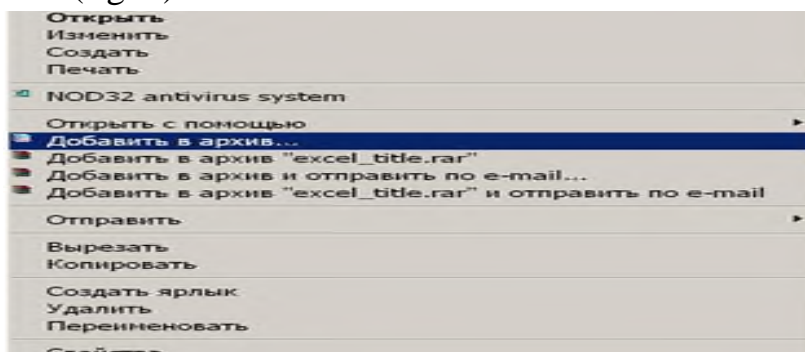 Открыть
Изменить
Создать
Печать
NOD32 antivirus system
Открыть с помощью
Добавить в архив...
Добавить в архив "excel_title.rar"
Добавить в архив и отправить по e-mail...
Добавить в архив "excel_title.rar" и отправить по e-mail
Отправить
Вырезать
Копировать
Создать ярлык
Удалить
Переименовать